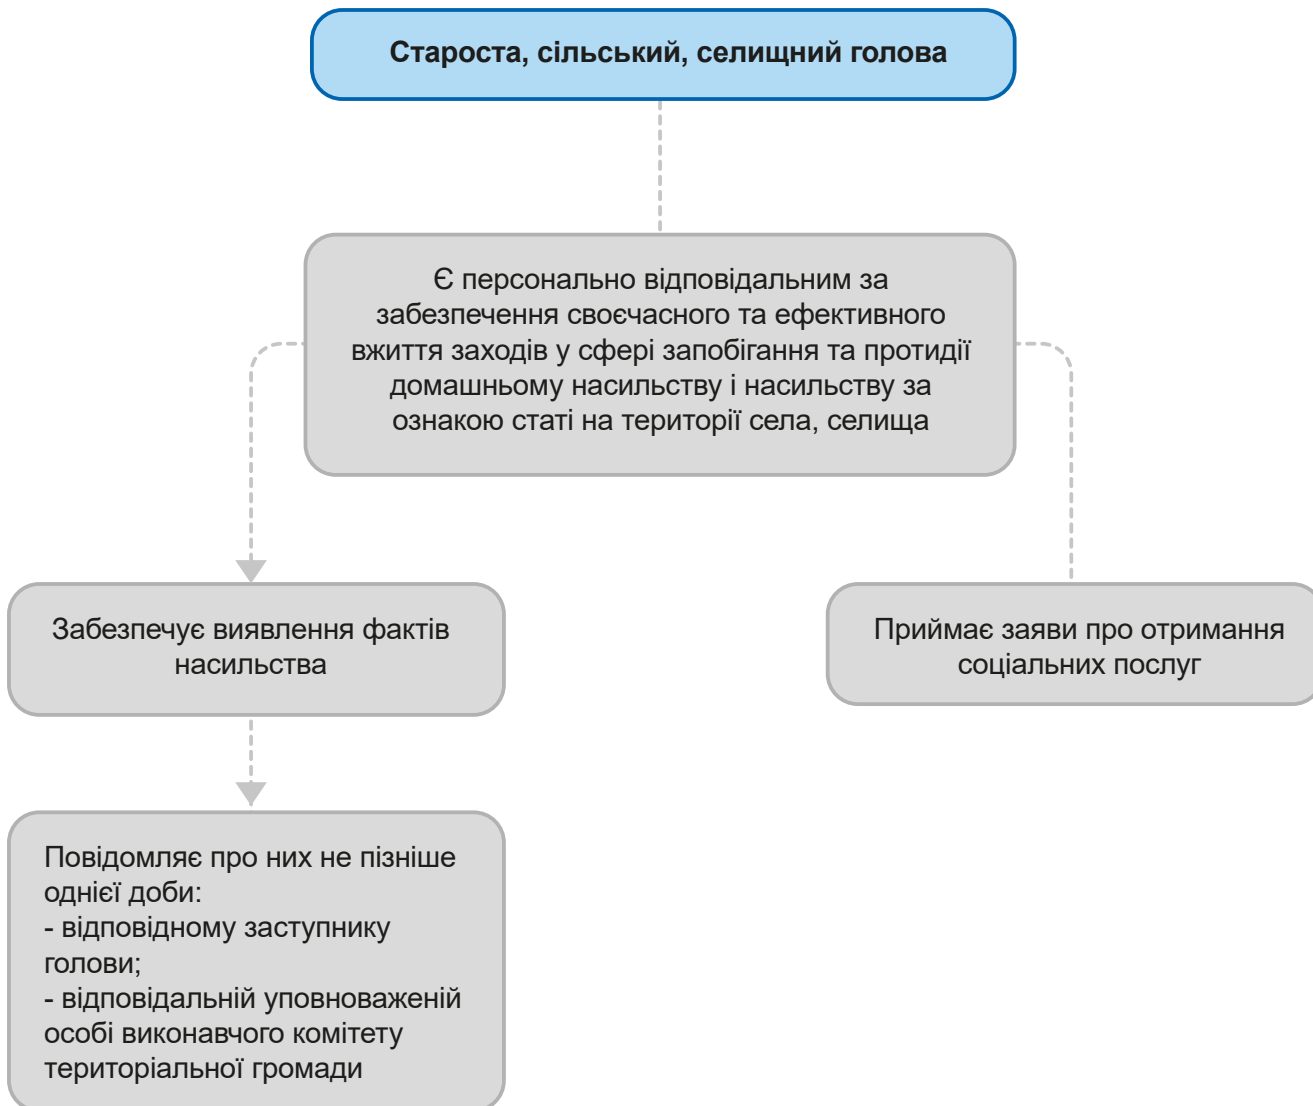 Староста, сільський, селищний голова
Є персонально відповідальним за
забезпечення своєчасного та ефективного
вжиття заходів у сфері запобігання та протидії
домашньому насильству і насильству за
ознакою статі на території села, селища
Забезпечує виявлення фактів
насильства
Приймає заяви про отримання
соціальних послуг
Повідомляє про них не пізніше
однієї доби:
- відповідному заступнику
голови;
- відповідальній уповноваженій
особі виконавчого комітету
територіальної громади